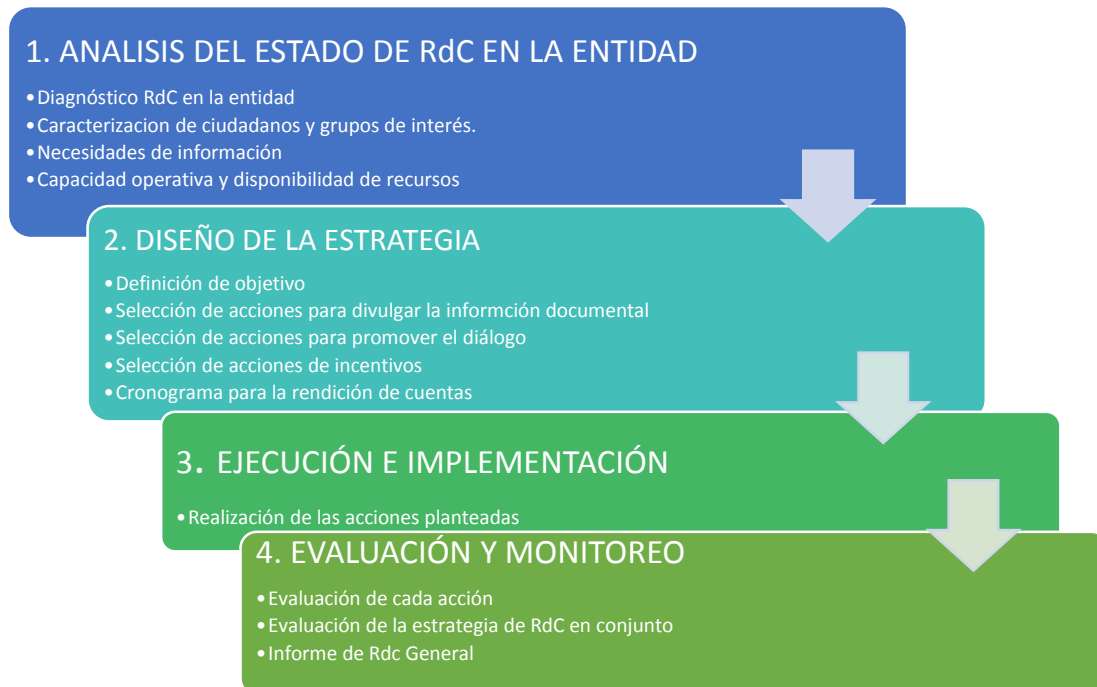 1. ANALISIS DEL ESTADO DE RdC EN LA ENTIDAD
•Diagnóstico RdC en la entidad
•Caracterizacion de ciudadanos y grupos de interés.
•Necesidades de información
•Capacidad operativa y disponibilidad de recursos
2. DISEÑO DE LA ESTRATEGIA
•Definición de objetivo
•Selección de acciones para divulgar la informción documental
•Selección de acciones para promover el diálogo
•Selección de acciones de incentivos
•Cronograma para la rendición de cuentas
3. EJECUCIÓN E IMPLEMENTACIÓN
•Realización de las acciones planteadas
4. EVALUACIÓN Y MONITOREO
•Evaluación de cada acción
•Evaluación de la estrategia de RdC en conjunto
•Informe de Rdc General